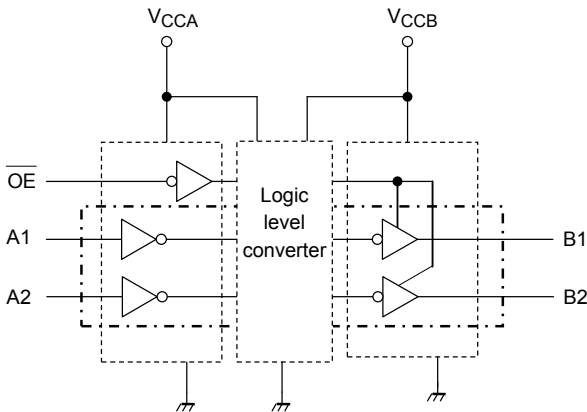 VCCA
VCCB
OE
Logic
level
converter
A1
B1
A2
B2